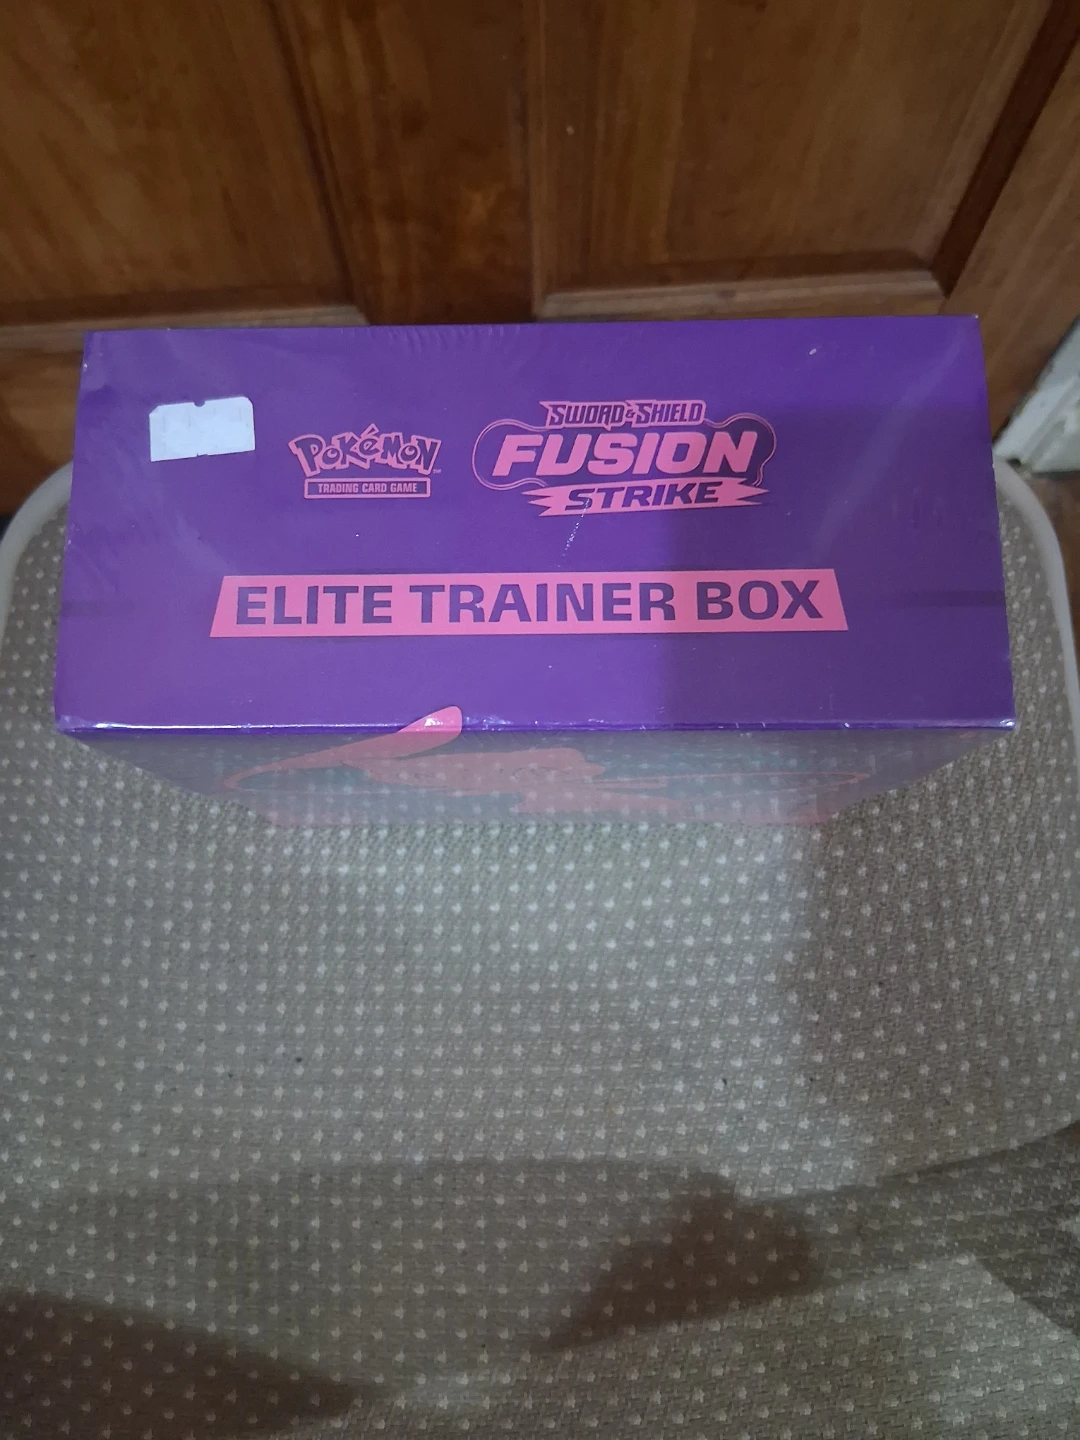 Pokémon
TRADING CARD GAME
SWORD & SHIELD
FUSION
STRIKE
ELITE TRAINER BOX